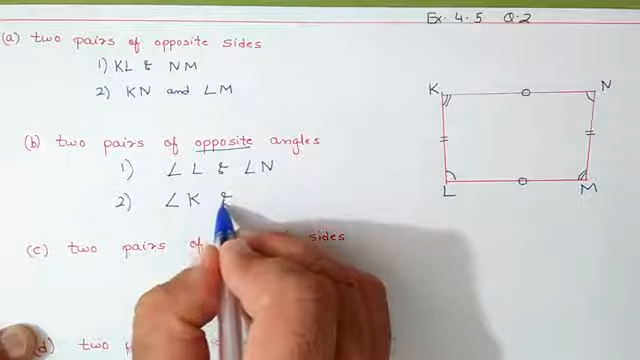 Ex. 4.5 Q.2
(a) two pairs of opposite sides
1) KL & NM
2) KN and ∠M
K
N
L
M
(b) two pairs of opposite angles
1) ∠L & ∠N
2) ∠K &
(c) two pairs of sides
(d) two